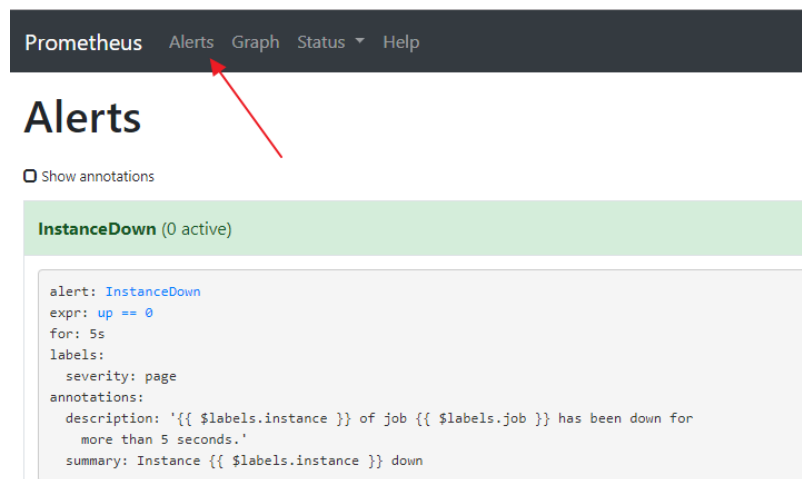 Prometheus Alerts Graph Status Help
Alerts
Show annotations
InstanceDown (0 active)
alert: InstanceDown
expr: up == 0
for: 5s
labels:
  severity: page
annotations:
  description: '{{ $labels.instance }} of job {{ $labels.job }} has been down for
    more than 5 seconds.'
  summary: Instance {{ $labels.instance }} down